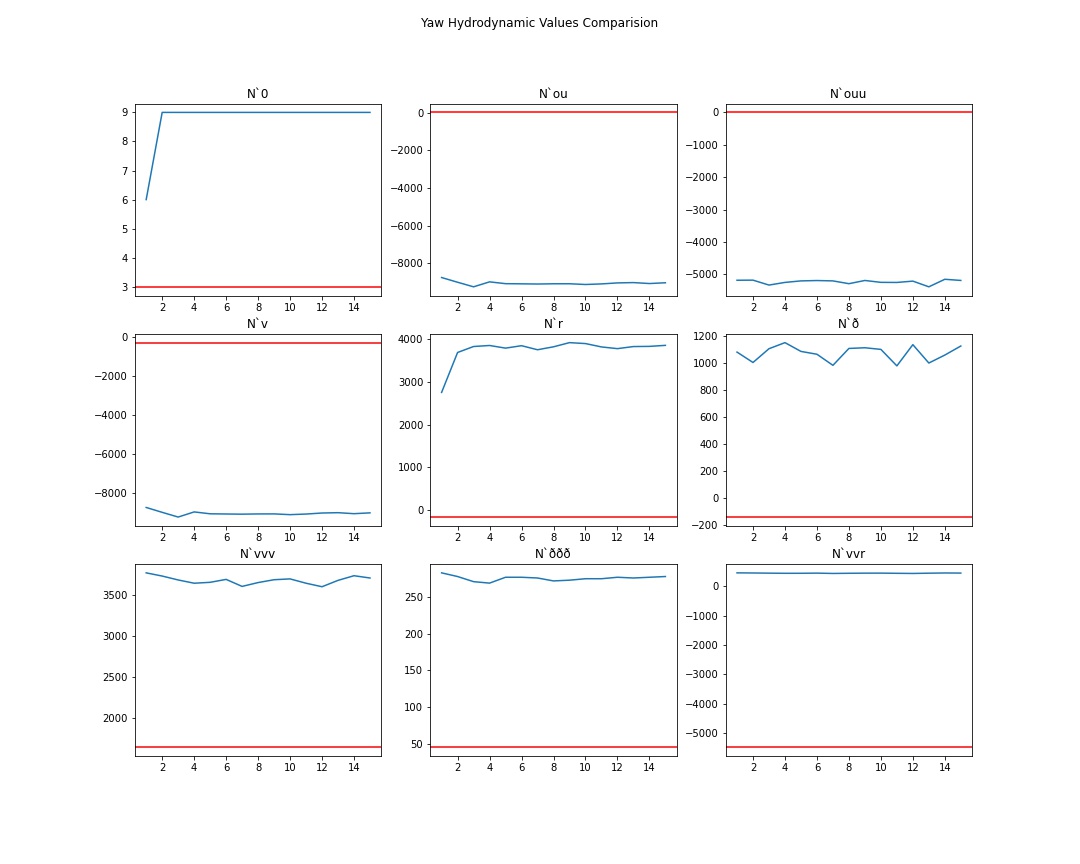 Yaw Hydrodynamic Values Comparision
N`0 N`ou N`ouu
9 8 7 6 5 4 3
0 −2000 −4000 −6000 −8000
0 −1000 −2000 −3000 −4000 −5000
2 4 6 8 10 12 14 2 4 6 8 10 12 14 2 4 6 8 10 12 14
N`v N`r N`ð
0 −2000 −4000 −6000 −8000
4000 3000 2000 1000 0
1200 1000 800 600 400 200 0 −200
2 4 6 8 10 12 14 2 4 6 8 10 12 14 2 4 6 8 10 12 14
N`vvv N`ððð N`vvr
3500 3000 2500 2000
250 200 150 100 50
0 −1000 −2000 −3000 −4000 −5000
2 4 6 8 10 12 14 2 4 6 8 10 12 14 2 4 6 8 10 12 14